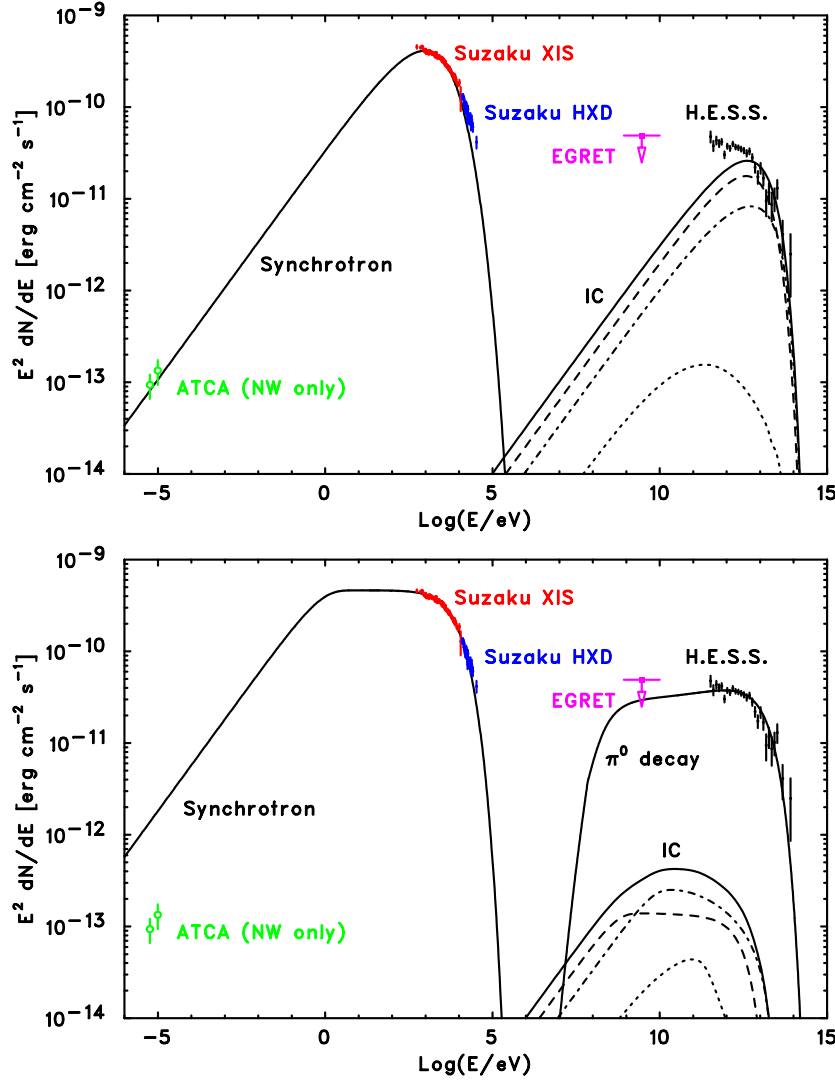 10⁻⁹
Suzaku XIS
10⁻¹⁰
Suzaku HXD
H.E.S.S.
EGRET
10⁻¹¹
Synchrotron
10⁻¹²
IC
10⁻¹³
ATCA (NW only)
10⁻¹⁴
E² dN/dE [erg cm⁻² s⁻¹]
−5 0 5 10 15
Log(E/eV)
10⁻⁹
Suzaku XIS
10⁻¹⁰
Suzaku HXD
H.E.S.S.
EGRET
10⁻¹¹
π⁰ decay
Synchrotron
10⁻¹²
IC
10⁻¹³
ATCA (NW only)
10⁻¹⁴
E² dN/dE [erg cm⁻² s⁻¹]
−5 0 5 10 15
Log(E/eV)